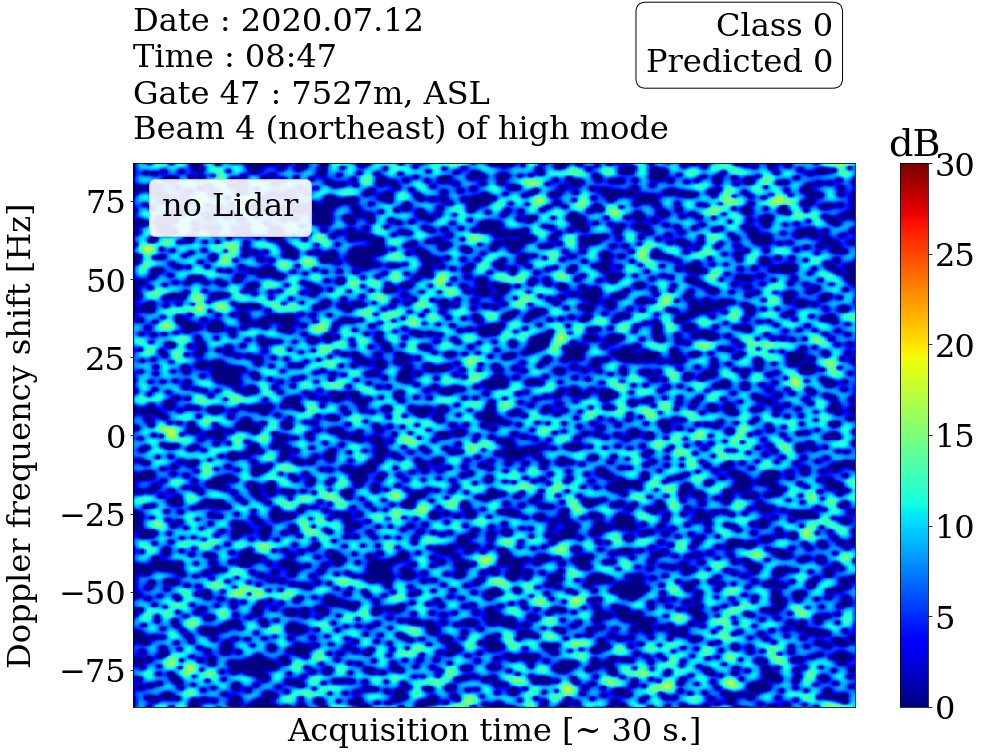 Date : 2020.07.12
Time : 08:47
Gate 47 : 7527m, ASL
Beam 4 (northeast) of high mode
Class 0
Predicted 0
no Lidar
Doppler frequency shift [Hz]
75
50
25
0
−25
−50
−75
Acquisition time [~ 30 s.]
dB
30
25
20
15
10
5
0